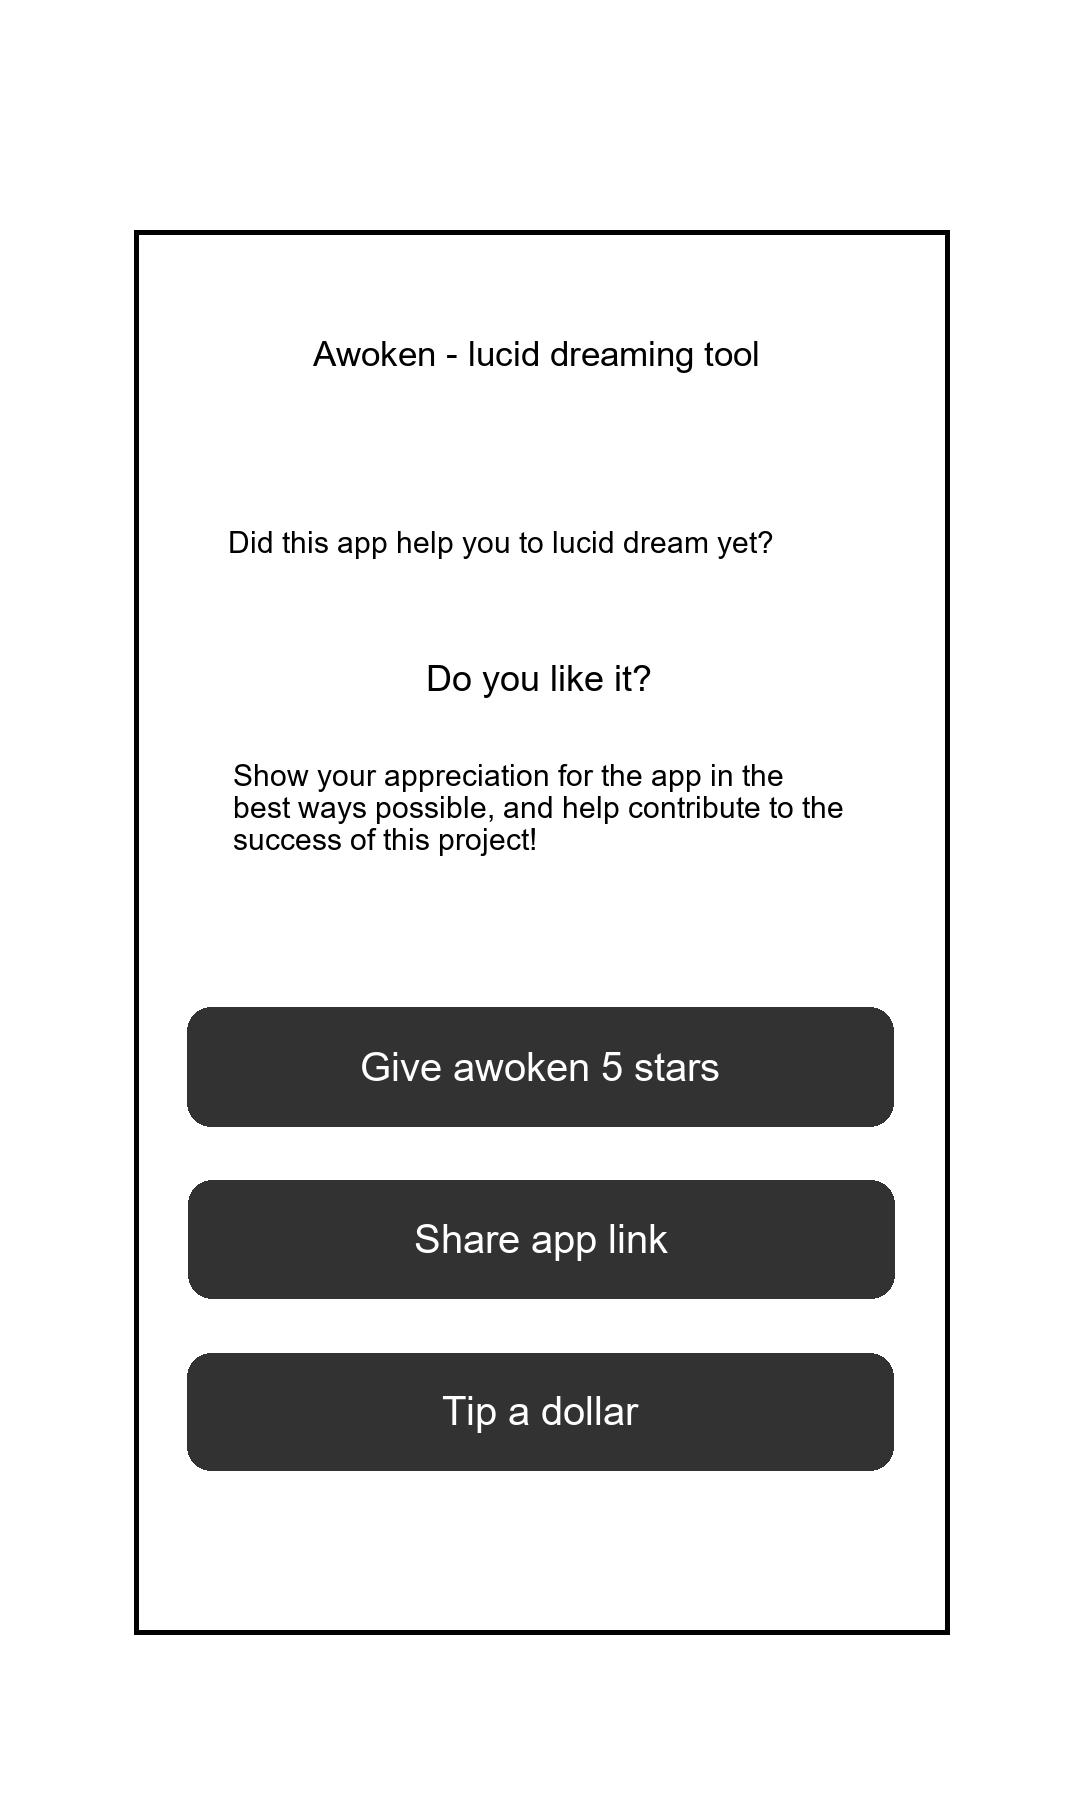 Awoken - lucid dreaming tool
Did this app help you to lucid dream yet?
Do you like it?
Show your appreciation for the app in the
best ways possible, and help contribute to the
success of this project!
Give awoken 5 stars
Share app link
Tip a dollar